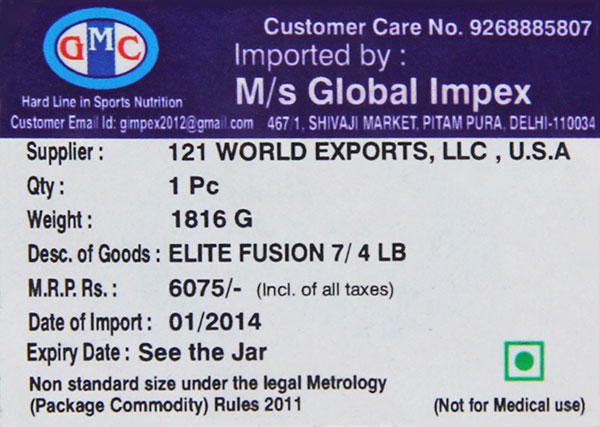 GMC
Customer Care No. 9268885807
Imported by :
M/s Global Impex
Hard Line in Sports Nutrition
Customer Email Id: gimpex2012@gmail.com 467/1, SHIVAJI MARKET, PITAM PURA, DELHI-110034
Supplier : 121 WORLD EXPORTS, LLC , U.S.A
Qty : 1 Pc
Weight : 1816 G
Desc. of Goods : ELITE FUSION 7/ 4 LB
M.R.P. Rs. : 6075/- (Incl. of all taxes)
Date of Import : 01/2014
Expiry Date : See the Jar
Non standard size under the legal Metrology
(Package Commodity) Rules 2011
(Not for Medical use)